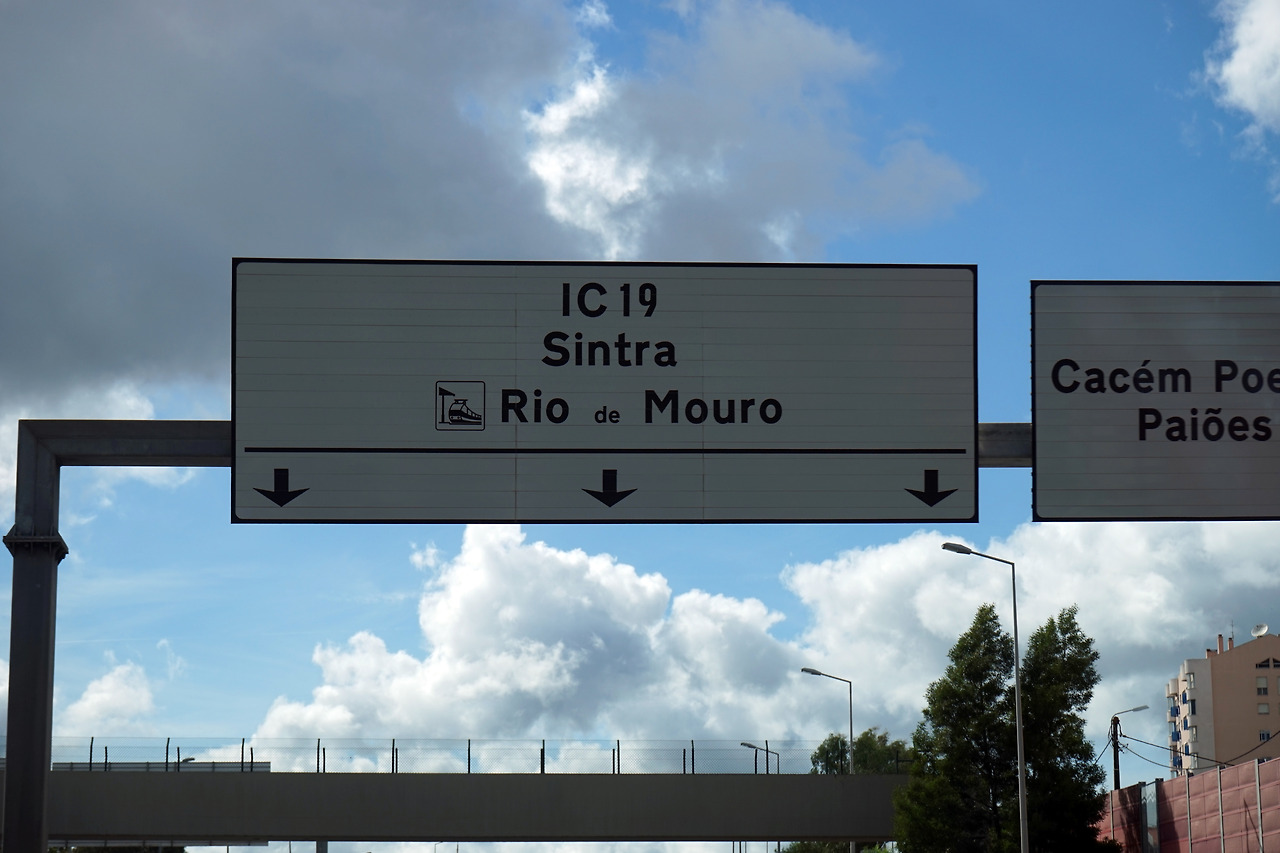 IC 19
Sintra
Rio de Mouro
Cacém
Paiões